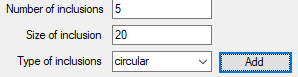 Number of inclusions 5
Size of inclusion 20
Type of inclusions circular Add